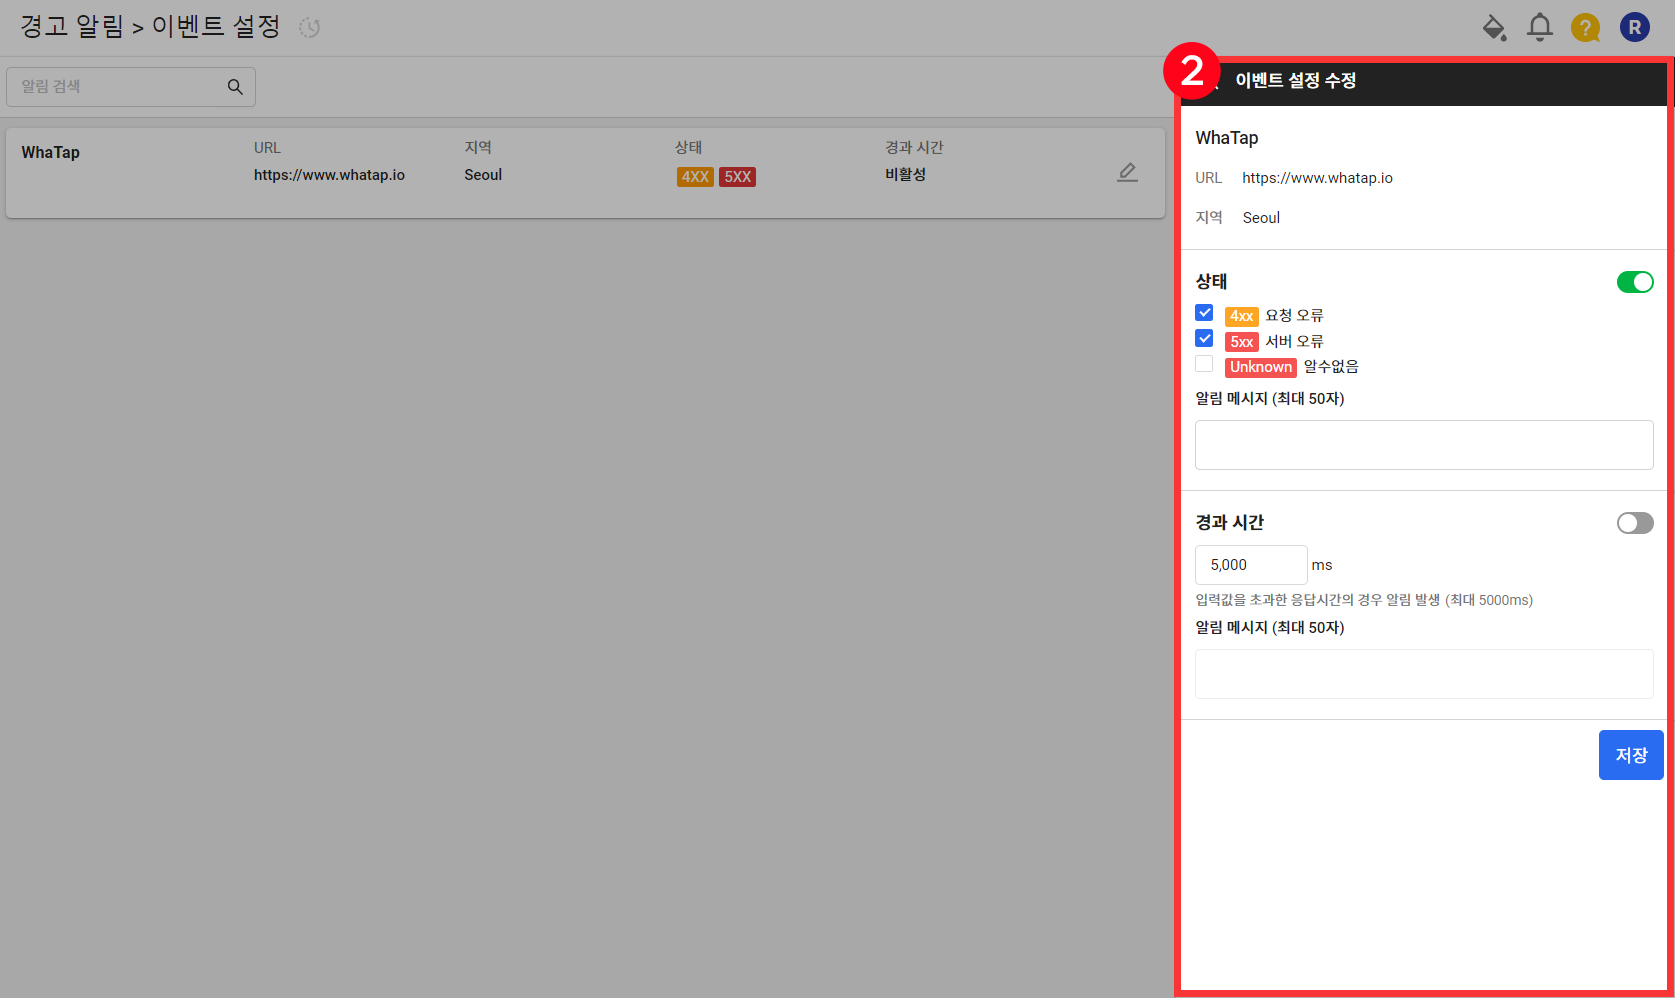 경고 알림 > 이벤트 설정
?
R
알림 검색
WhaTap
URL
https://www.whatap.io
지역
Seoul
상태
4XX 5XX
경과 시간
비활성
2
이벤트 설정 수정
WhaTap
URL https://www.whatap.io
지역 Seoul
상태
4xx 요청 오류
5xx 서버 오류
Unknown 알수없음
알림 메시지 (최대 50자)
경과 시간
5,000 ms
입력값을 초과한 응답시간의 경우 알림 발생 (최대 5000ms)
알림 메시지 (최대 50자)
저장